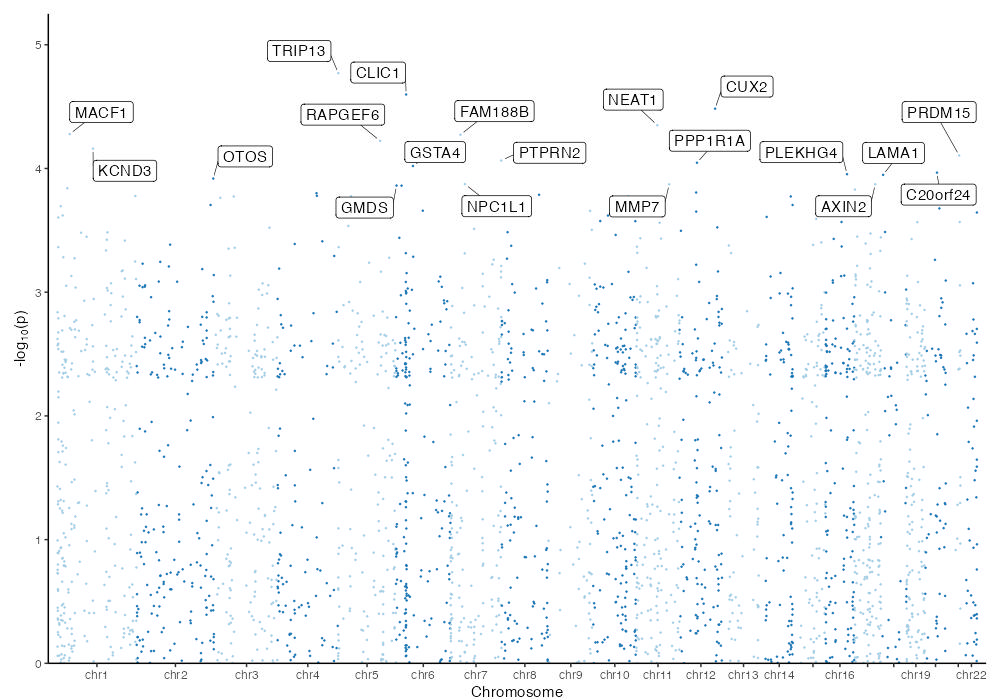 5
TRIP13
CLIC1
CUX2
NEAT1
MACF1
RAPGEF6
FAM188B
PRDM15
PPP1R1A
KCND3
OTOS
GSTA4
PTPRN2
PLEKHG4
LAMA1
4
GMDS
NPC1L1
MMP7
AXIN2
C20orf24
3
-log10(p)
2
1
0
chr1 chr2 chr3 chr4 chr5 chr6 chr7 chr8 chr9 chr10 chr11 chr12 chr13 chr14 chr16 chr19 chr22
Chromosome